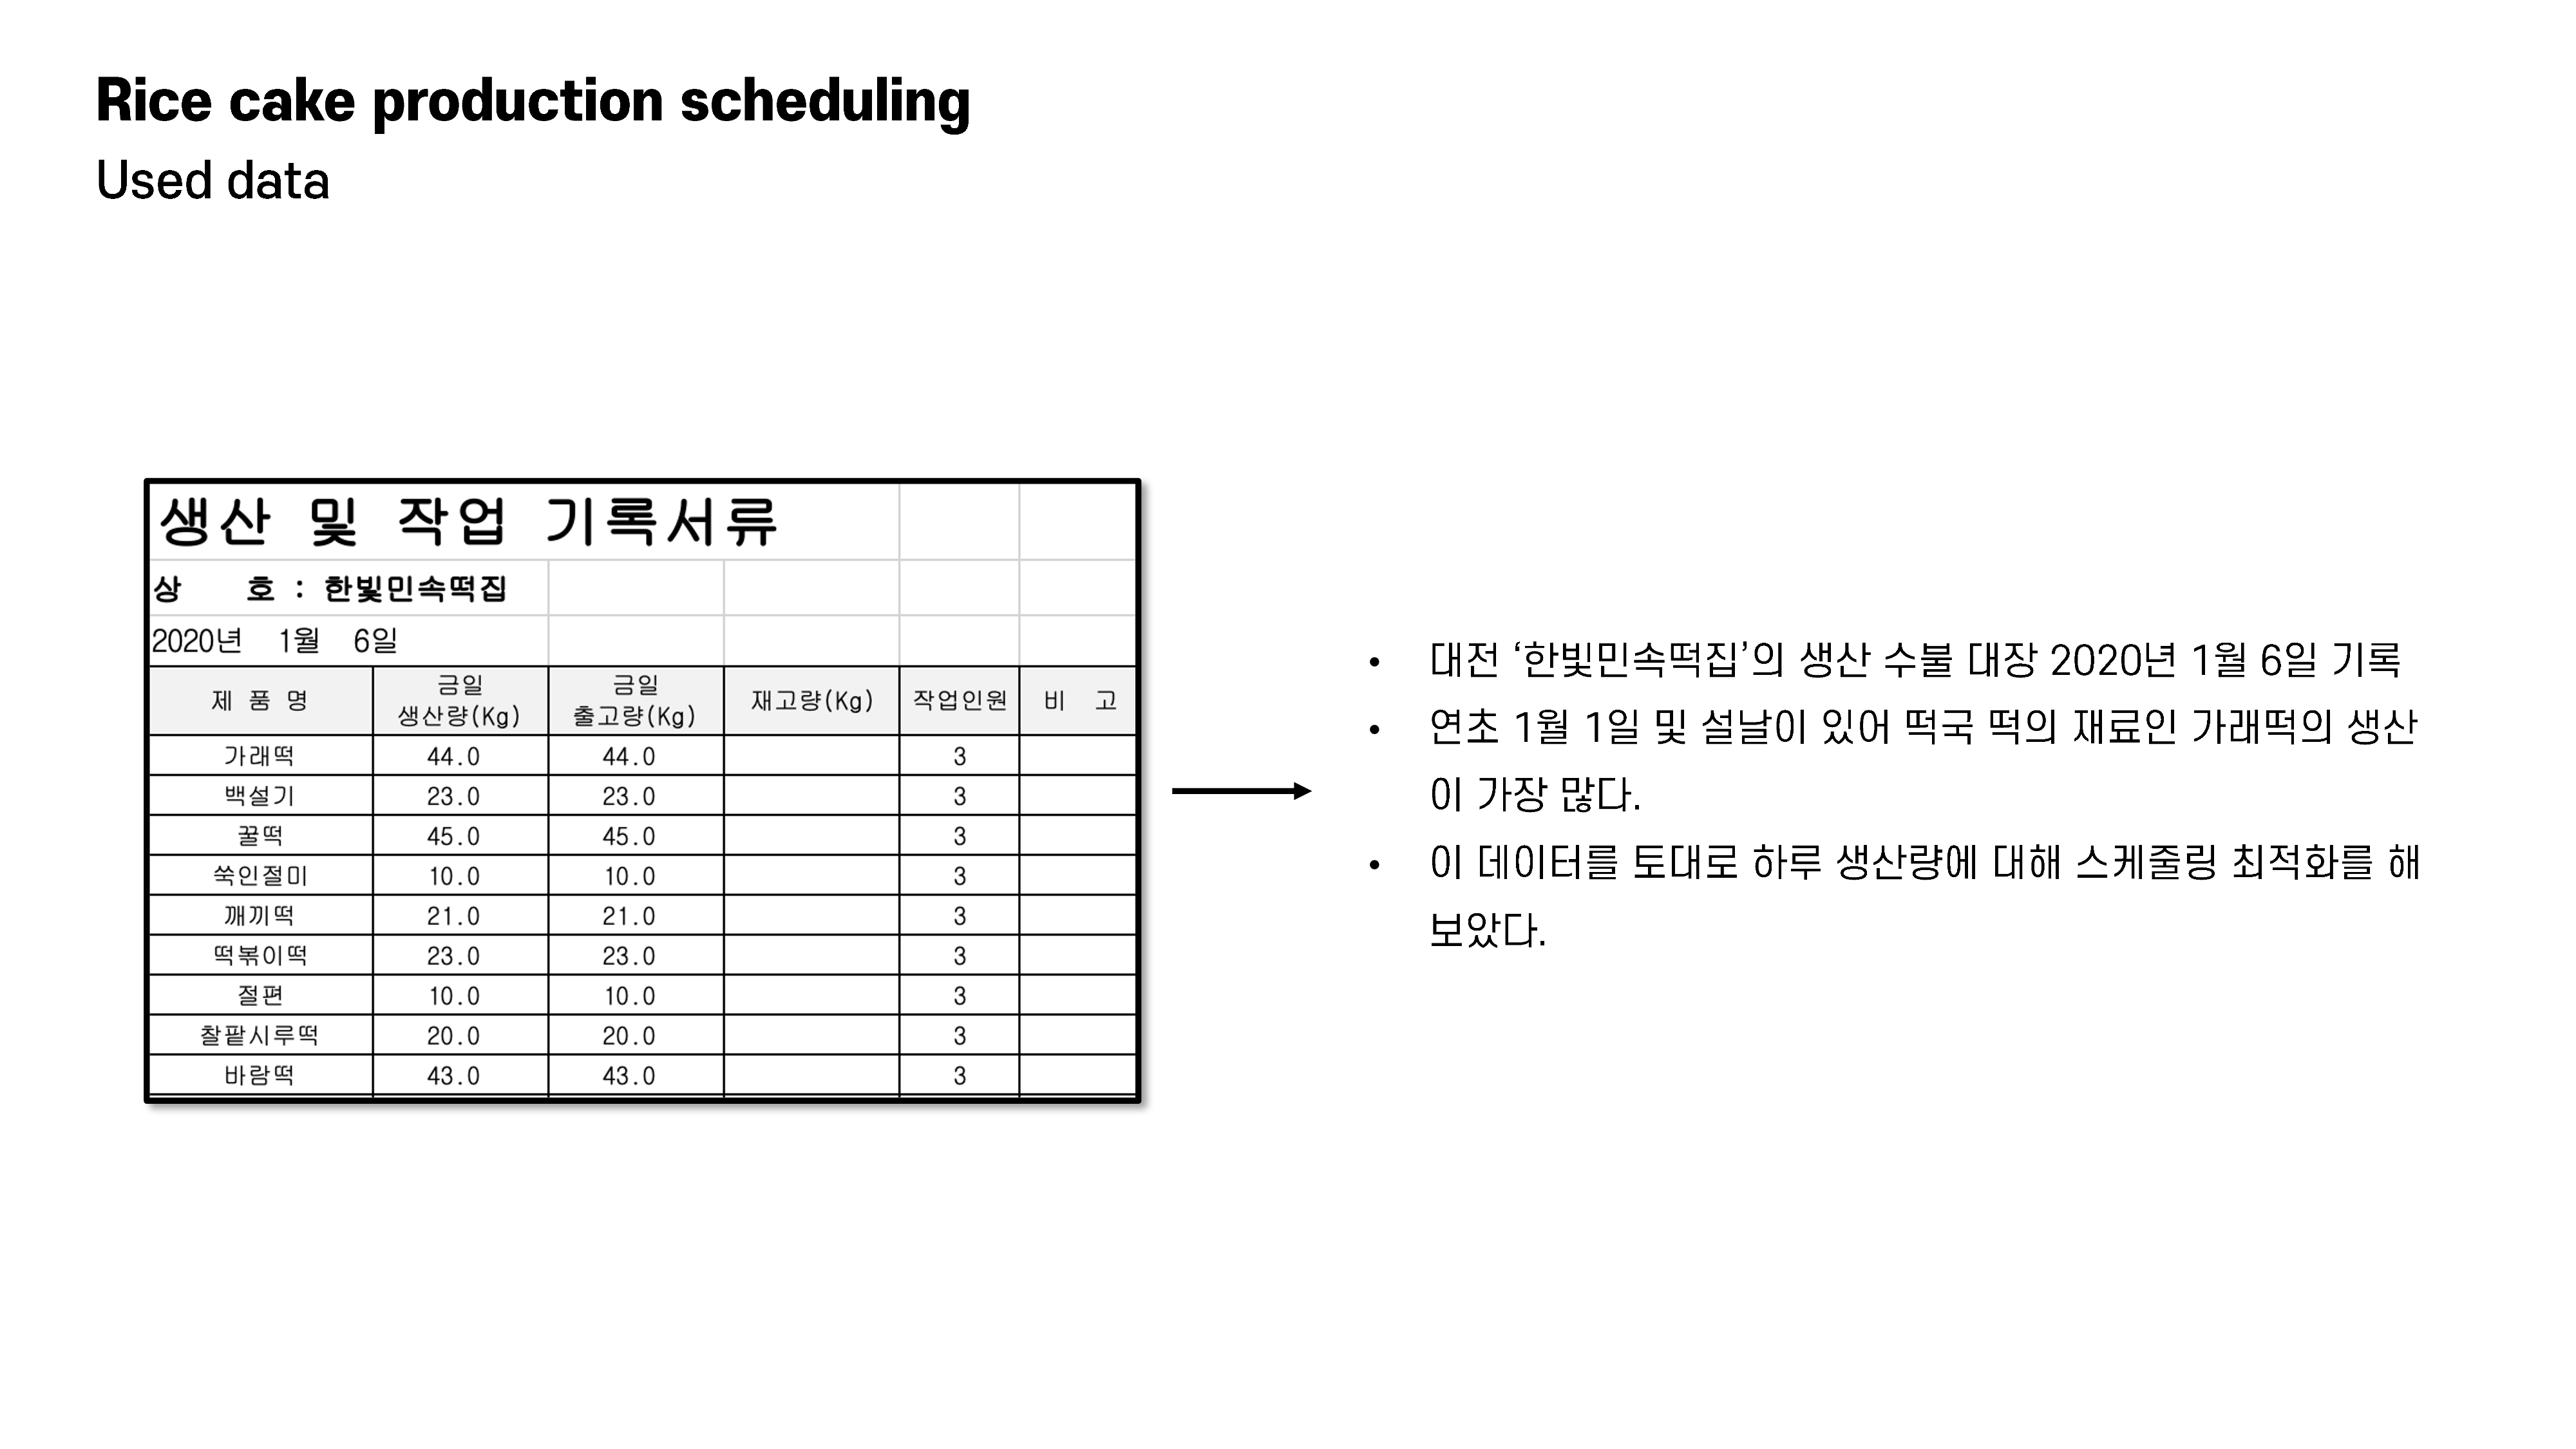 Rice cake production scheduling
Used data
생산 및 작업 기록서류
상 호 : 한빛민속떡집
2020년 1월 6일
제 품 명 금일 생산량(Kg) 금일 출고량(Kg) 재고량(Kg) 작업인원 비 고
가래떡 44.0 44.0 3
백설기 23.0 23.0 3
꿀떡 45.0 45.0 3
쑥인절미 10.0 10.0 3
깨끼떡 21.0 21.0 3
떡볶이떡 23.0 23.0 3
절편 10.0 10.0 3
찰팥시루떡 20.0 20.0 3
바람떡 43.0 43.0 3
• 대전 ‘한빛민속떡집’의 생산 수불 대장 2020년 1월 6일 기록
• 연초 1월 1일 및 설날이 있어 떡국 떡의 재료인 가래떡의 생산
이 가장 많다.
• 이 데이터를 토대로 하루 생산량에 대해 스케줄링 최적화를 해
보았다.